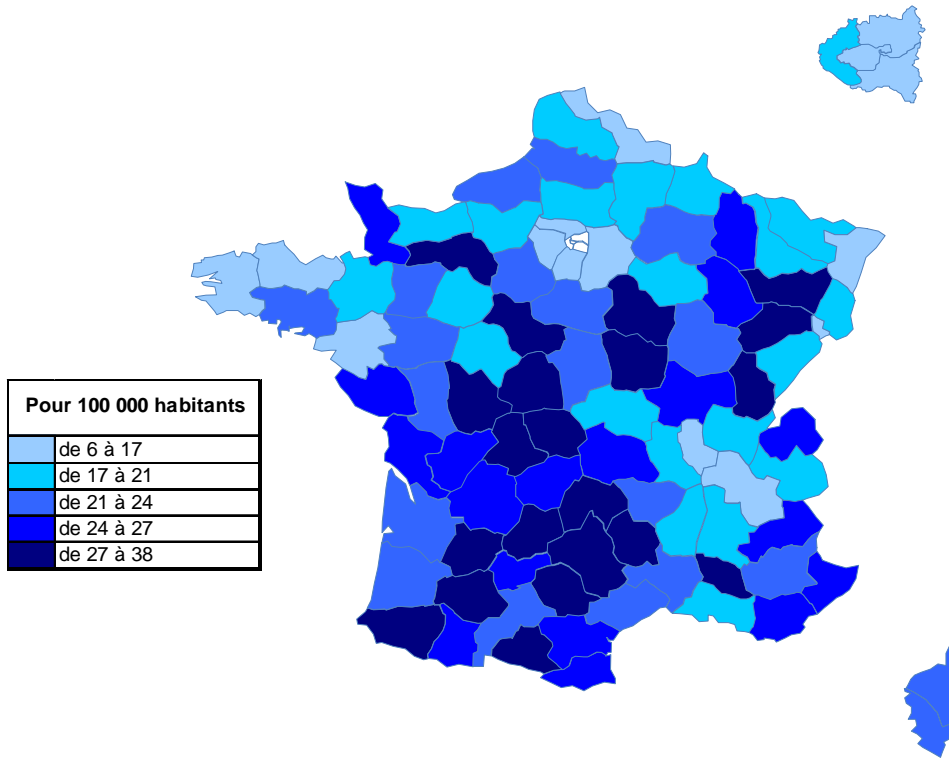 Pour 100 000 habitants
de 6 à 17
de 17 à 21
de 21 à 24
de 24 à 27
de 27 à 38